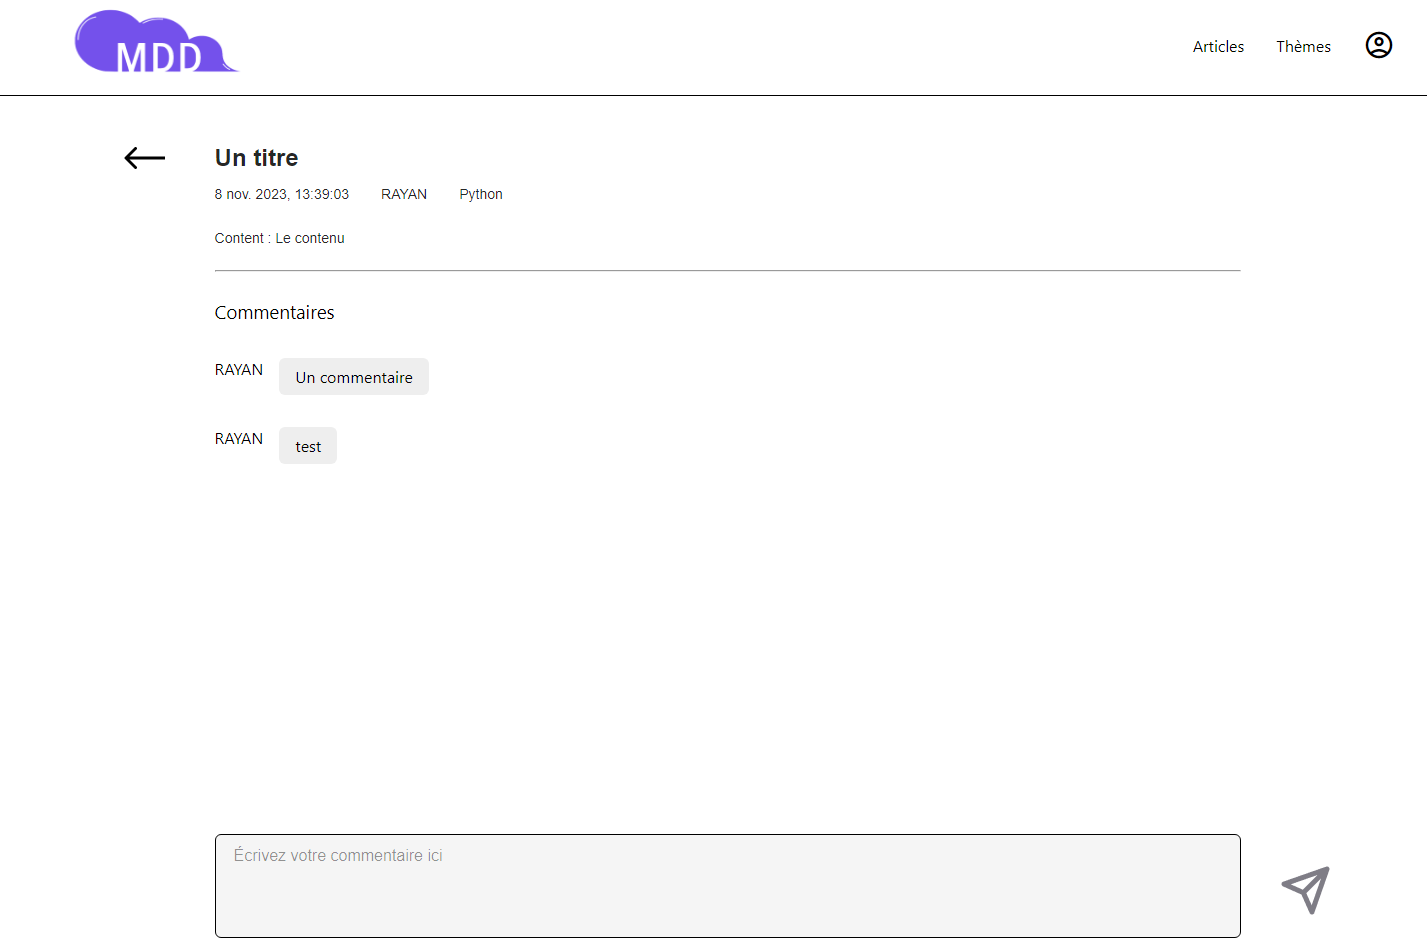 MDD
Articles Thèmes
Un titre
8 nov. 2023, 13:39:03 RAYAN Python
Content : Le contenu
Commentaires
RAYAN Un commentaire
RAYAN test
Écrivez votre commentaire ici